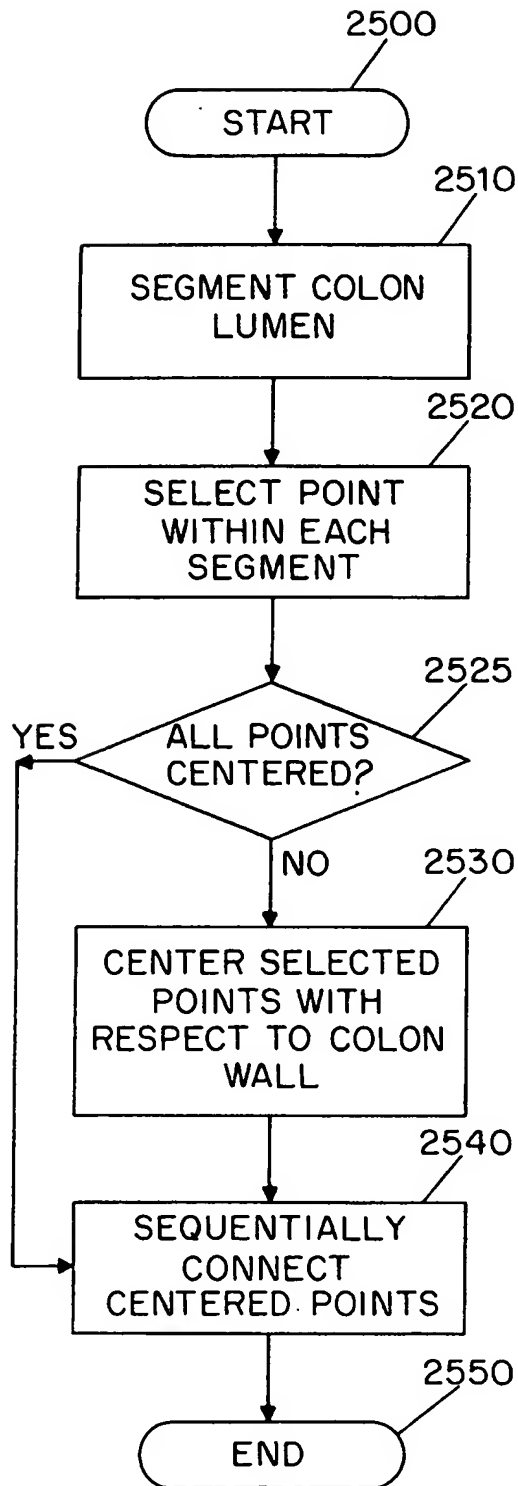 2500
START
2510
SEGMENT COLON
LUMEN
2520
SELECT POINT
WITHIN EACH
SEGMENT
2525
YES
ALL POINTS
CENTERED?
NO
2530
CENTER SELECTED
POINTS WITH
RESPECT TO COLON
WALL
2540
SEQUENTIALLY
CONNECT
CENTERED POINTS
2550
END